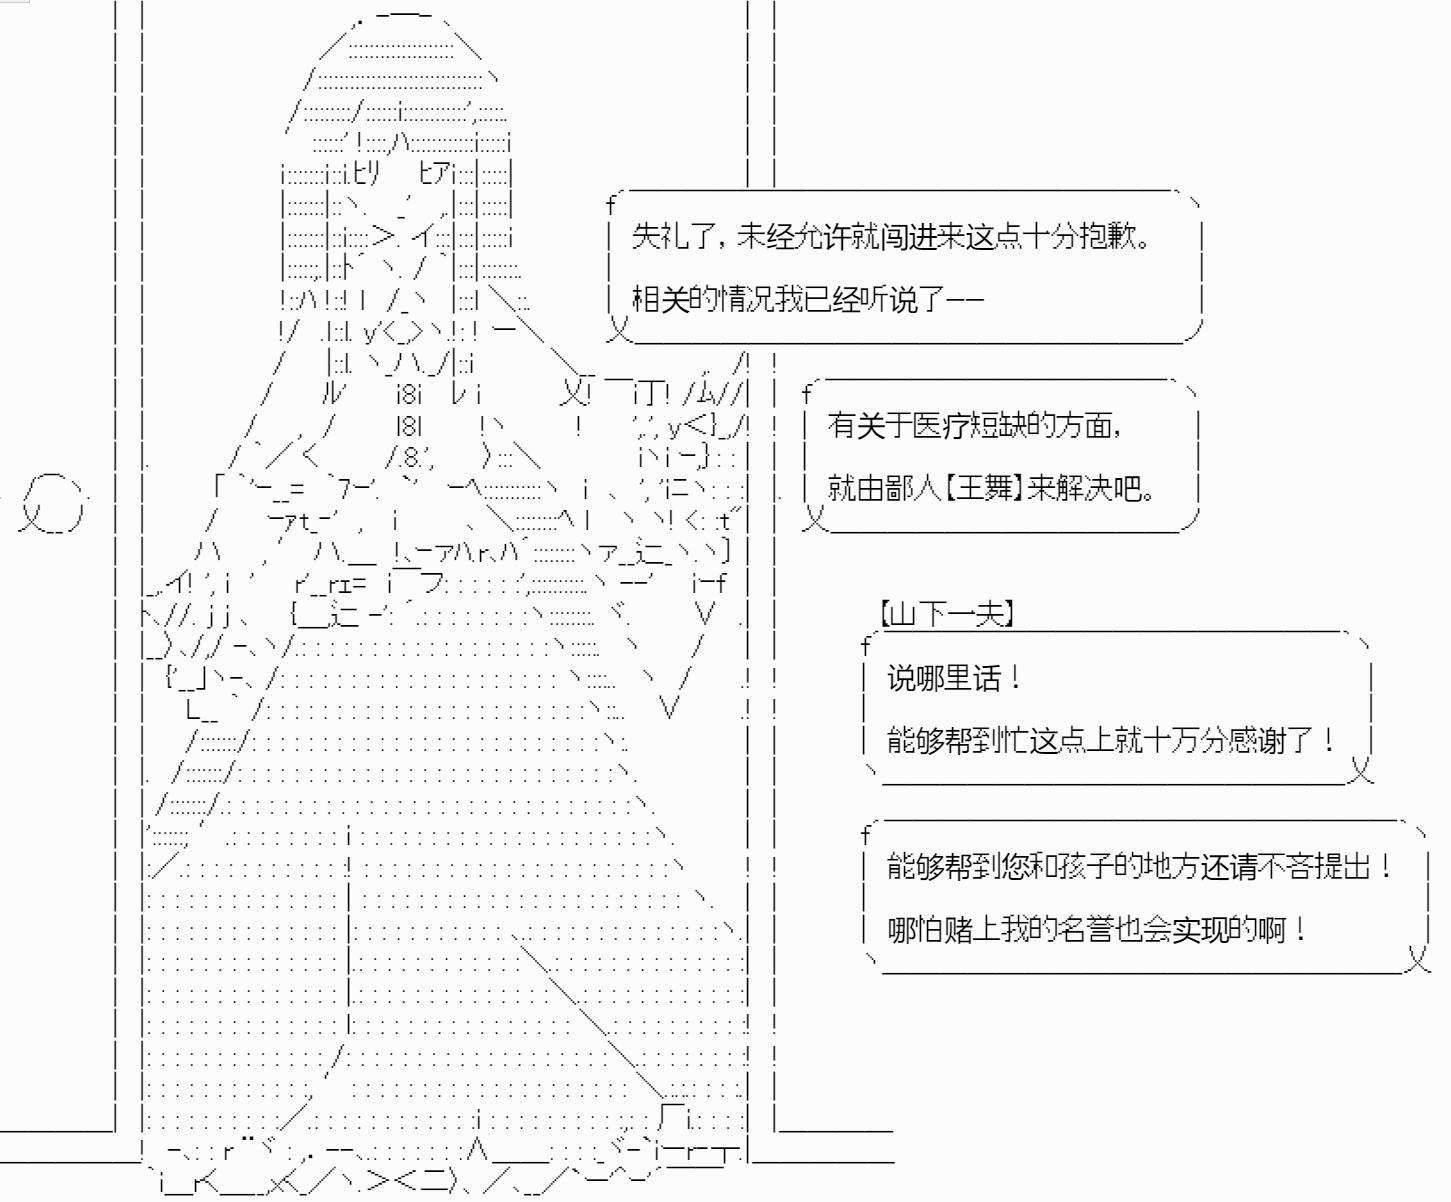 失礼了，未经允许就闯进来这点十分抱歉。
相关的情况我已经听说了——
有关于医疗短缺的方面，
就由鄙人【王舞】来解决吧。
【山下一夫】
说哪里话！
能够帮到忙这点上就十万分感谢了！
能够帮到您和孩子的地方还请不吝提出！
哪怕赌上我的名誉也会实现的啊！